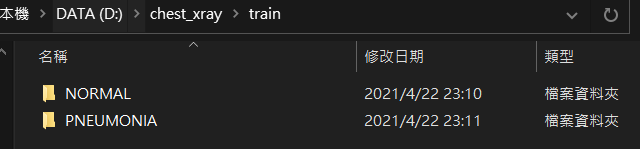 本機 > DATA (D:) > chest_xray > train
名稱 修改日期 類型
NORMAL 2021/4/22 23:10 檔案資料夾
PNEUMONIA 2021/4/22 23:11 檔案資料夾